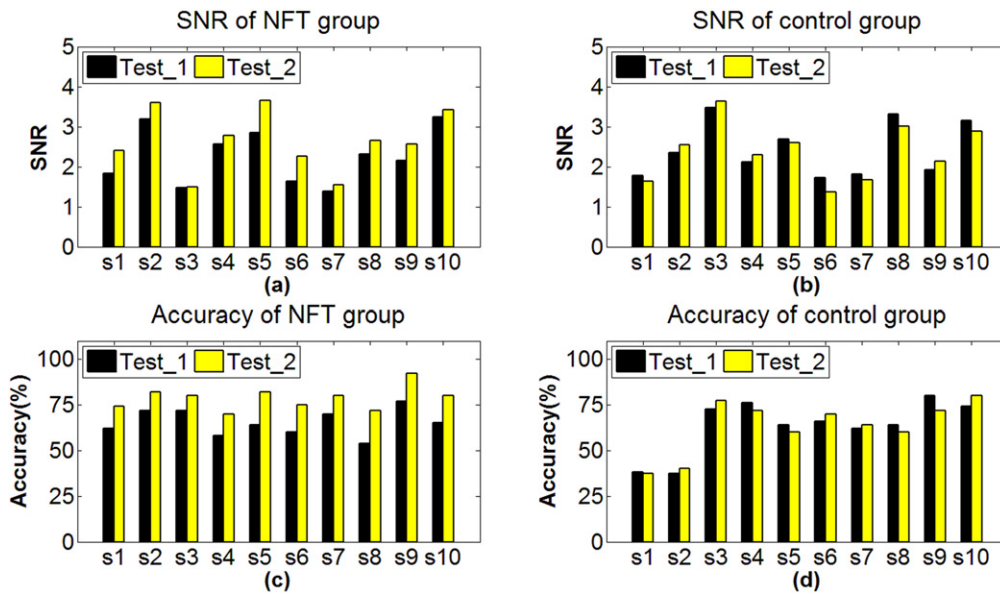 SNR of NFT group
5
4
3
2
1
0
SNR
Test_1 Test_2
s1 s2 s3 s4 s5 s6 s7 s8 s9 s10
(a)
SNR of control group
5
4
3
2
1
0
SNR
Test_1 Test_2
s1 s2 s3 s4 s5 s6 s7 s8 s9 s10
(b)
Accuracy of NFT group
100
75
50
25
0
Accuracy(%)
Test_1 Test_2
s1 s2 s3 s4 s5 s6 s7 s8 s9 s10
(c)
Accuracy of control group
100
75
50
25
0
Accuracy(%)
Test_1 Test_2
s1 s2 s3 s4 s5 s6 s7 s8 s9 s10
(d)